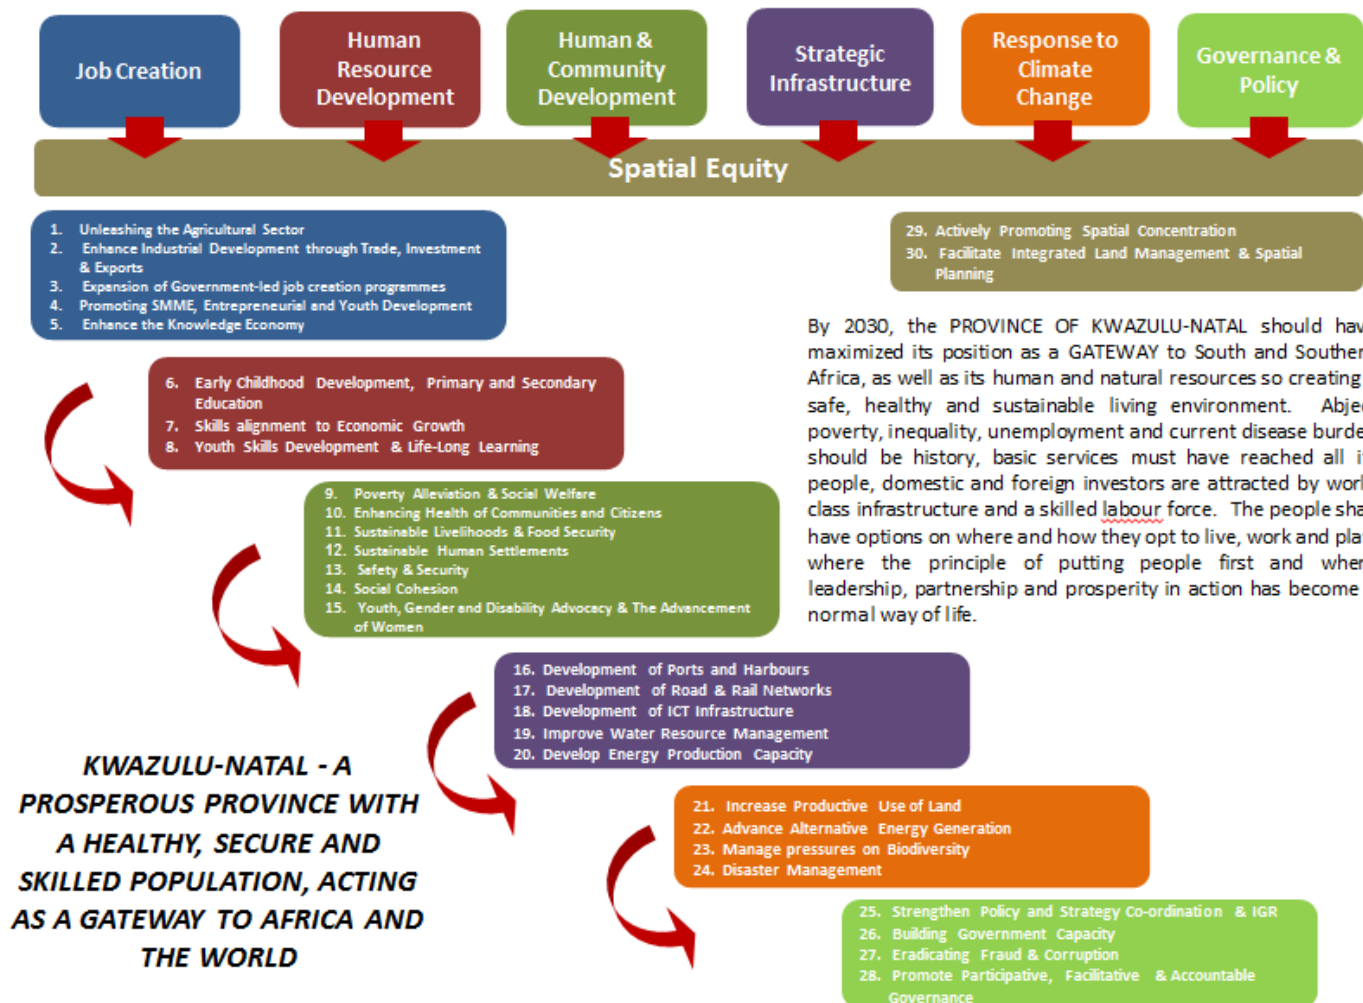 Job Creation
Human
Resource
Development
Human &
Community
Development
Strategic
Infrastructure
Response to
Climate
Change
Governance &
Policy
Spatial Equity
1. Unleashing the Agricultural Sector
2. Enhance Industrial Development through Trade, Investment
& Exports
3. Expansion of Government-led job creation programmes
4. Promoting SMME, Entrepreneurial and Youth Development
5. Enhance the Knowledge Economy
29. Actively Promoting Spatial Concentration
30. Facilitate Integrated Land Management & Spatial
Planning
6. Early Childhood Development, Primary and Secondary
Education
7. Skills alignment to Economic Growth
8. Youth Skills Development & Life-Long Learning
9. Poverty Alleviation & Social Welfare
10. Enhancing Health of Communities and Citizens
11. Sustainable Livelihoods & Food Security
12. Sustainable Human Settlements
13. Safety & Security
14. Social Cohesion
15. Youth, Gender and Disability Advocacy & The Advancement
of Women
By 2030, the PROVINCE OF KWAZULU-NATAL should hav
maximized its position as a GATEWAY to South and Souther
Africa, as well as its human and natural resources so creating
safe, healthy and sustainable living environment. Abje
poverty, inequality, unemployment and current disease burde
should be history, basic services must have reached all i
people, domestic and foreign investors are attracted by worl
class infrastructure and a skilled labour force. The people sha
have options on where and how they opt to live, work and pla
where the principle of putting people first and wher
leadership, partnership and prosperity in action has become
normal way of life.
16. Development of Ports and Harbours
17. Development of Road & Rail Networks
18. Development of ICT Infrastructure
19. Improve Water Resource Management
20. Develop Energy Production Capacity
KWAZULU-NATAL - A
PROSPEROUS PROVINCE WITH
A HEALTHY, SECURE AND
SKILLED POPULATION, ACTING
AS A GATEWAY TO AFRICA AND
THE WORLD
21. Increase Productive Use of Land
22. Advance Alternative Energy Generation
23. Manage pressures on Biodiversity
24. Disaster Management
25. Strengthen Policy and Strategy Co-ordination & IGR
26. Building Government Capacity
27. Eradicating Fraud & Corruption
28. Promote Participative, Facilitative & Accountable
Governance